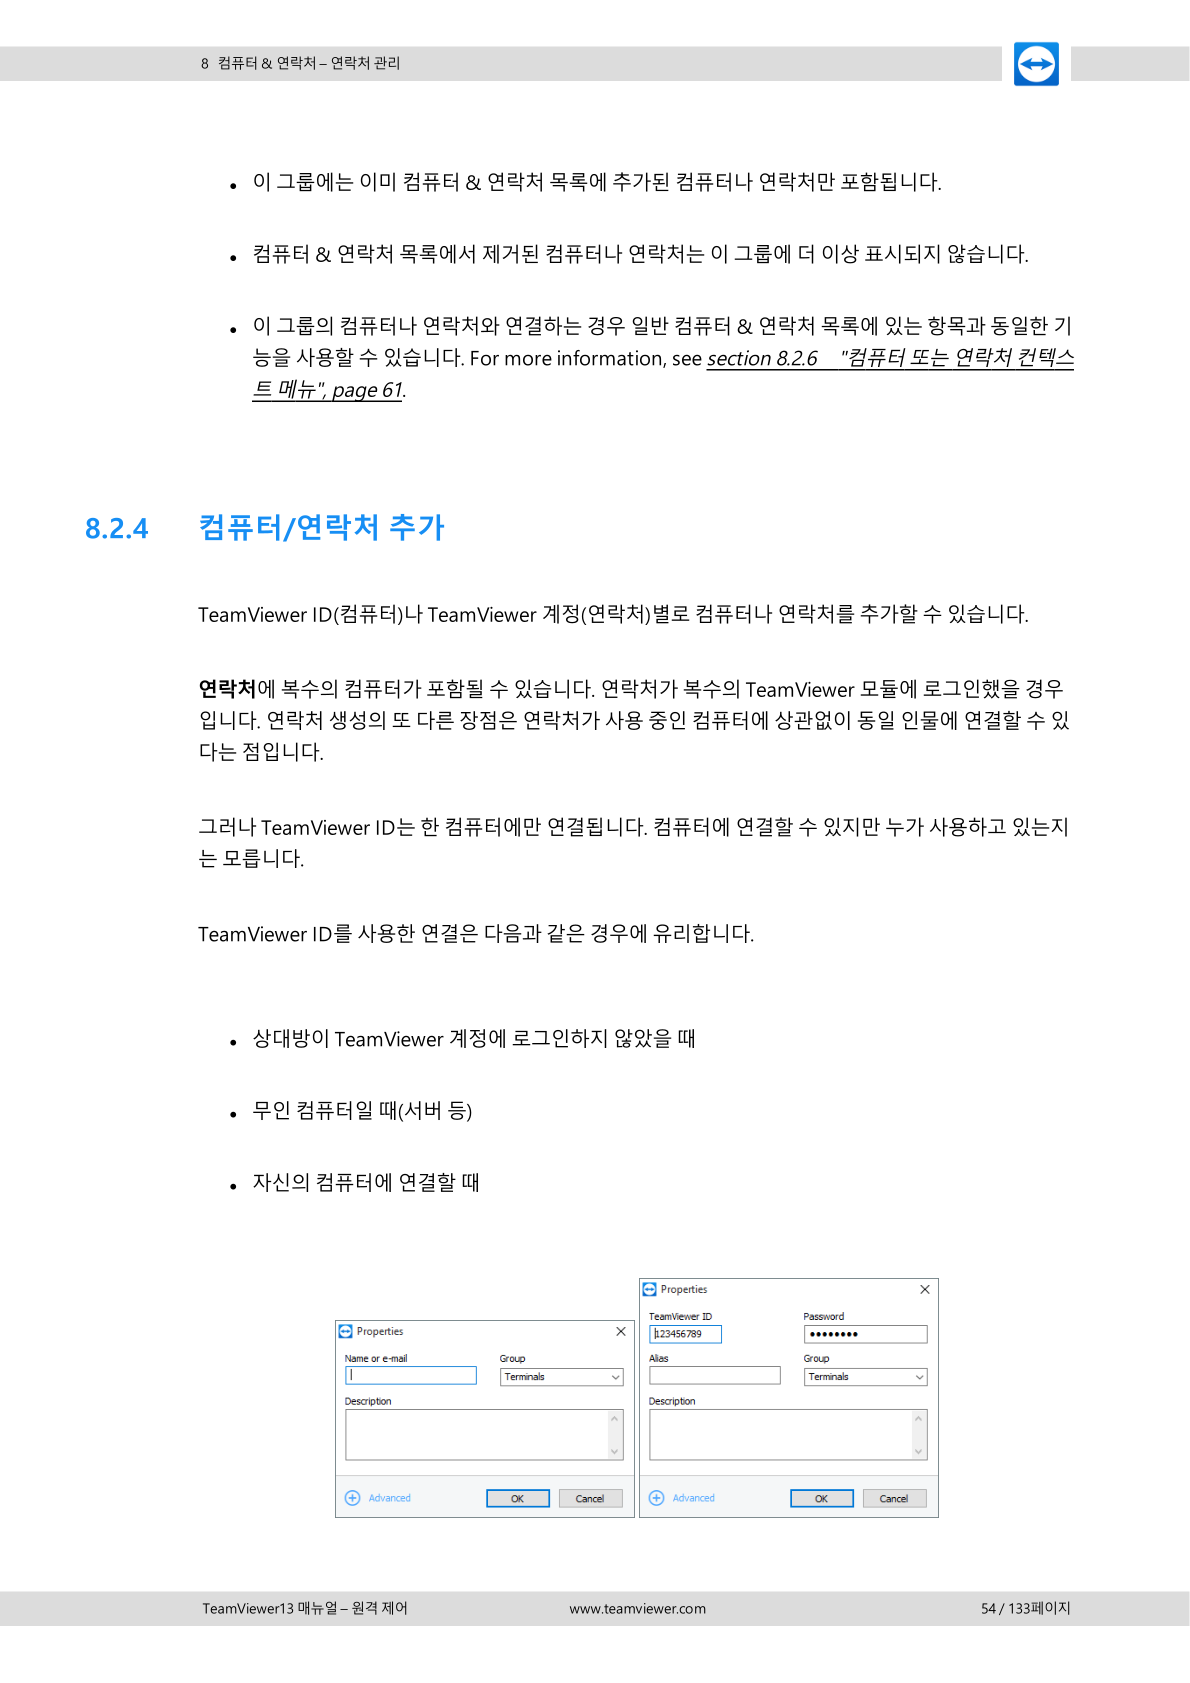 8 컴퓨터 & 연락처 – 연락처 관리
• 이 그룹에는 이미 컴퓨터 & 연락처 목록에 추가된 컴퓨터나 연락처만 포함됩니다.
• 컴퓨터 & 연락처 목록에서 제거된 컴퓨터나 연락처는 이 그룹에 더 이상 표시되지 않습니다.
• 이 그룹의 컴퓨터나 연락처와 연결하는 경우 일반 컴퓨터 & 연락처 목록에 있는 항목과 동일한 기
능을 사용할 수 있습니다. For more information, see section 8.2.6 "컴퓨터 또는 연락처 컨텍스
트 메뉴", page 61.
8.2.4 컴퓨터/연락처 추가
TeamViewer ID(컴퓨터)나 TeamViewer 계정(연락처)별로 컴퓨터나 연락처를 추가할 수 있습니다.
연락처에 복수의 컴퓨터가 포함될 수 있습니다. 연락처가 복수의 TeamViewer 모듈에 로그인했을 경우
입니다. 연락처 생성의 또 다른 장점은 연락처가 사용 중인 컴퓨터에 상관없이 동일 인물에 연결할 수 있
다는 점입니다.
그러나 TeamViewer ID는 한 컴퓨터에만 연결됩니다. 컴퓨터에 연결할 수 있지만 누가 사용하고 있는지
는 모릅니다.
TeamViewer ID를 사용한 연결은 다음과 같은 경우에 유리합니다.
• 상대방이 TeamViewer 계정에 로그인하지 않았을 때
• 무인 컴퓨터일 때(서버 등)
• 자신의 컴퓨터에 연결할 때
Properties
Name or e-mail Group
Terminals
Description
Advanced OK Cancel
Properties
TeamViewer ID Password
123456789 ••••••••
Alias Group
Terminals
Description
Advanced OK Cancel
TeamViewer13 매뉴얼 – 원격 제어 www.teamviewer.com 54 / 133페이지